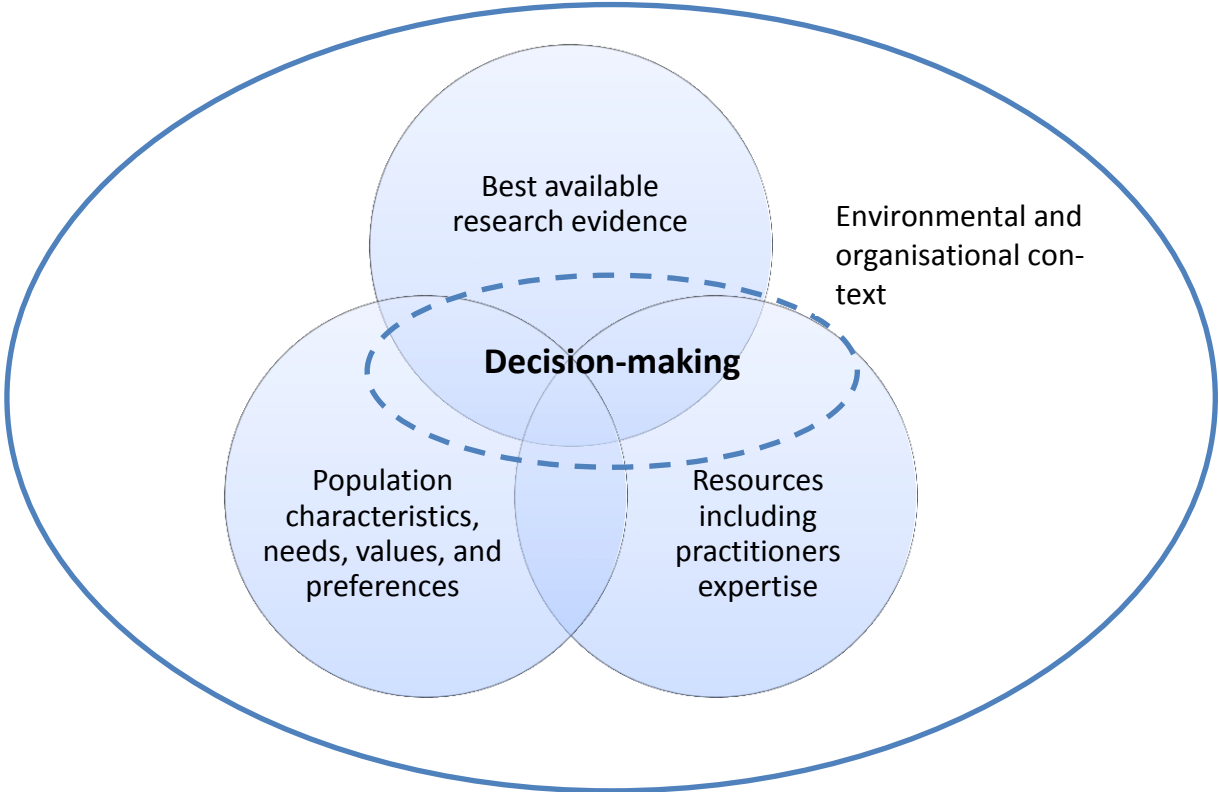 Best available
research evidence
Environmental and
organisational con-
text
Decision-making
Population
characteristics,
needs, values, and
preferences
Resources
including
practitioners
expertise